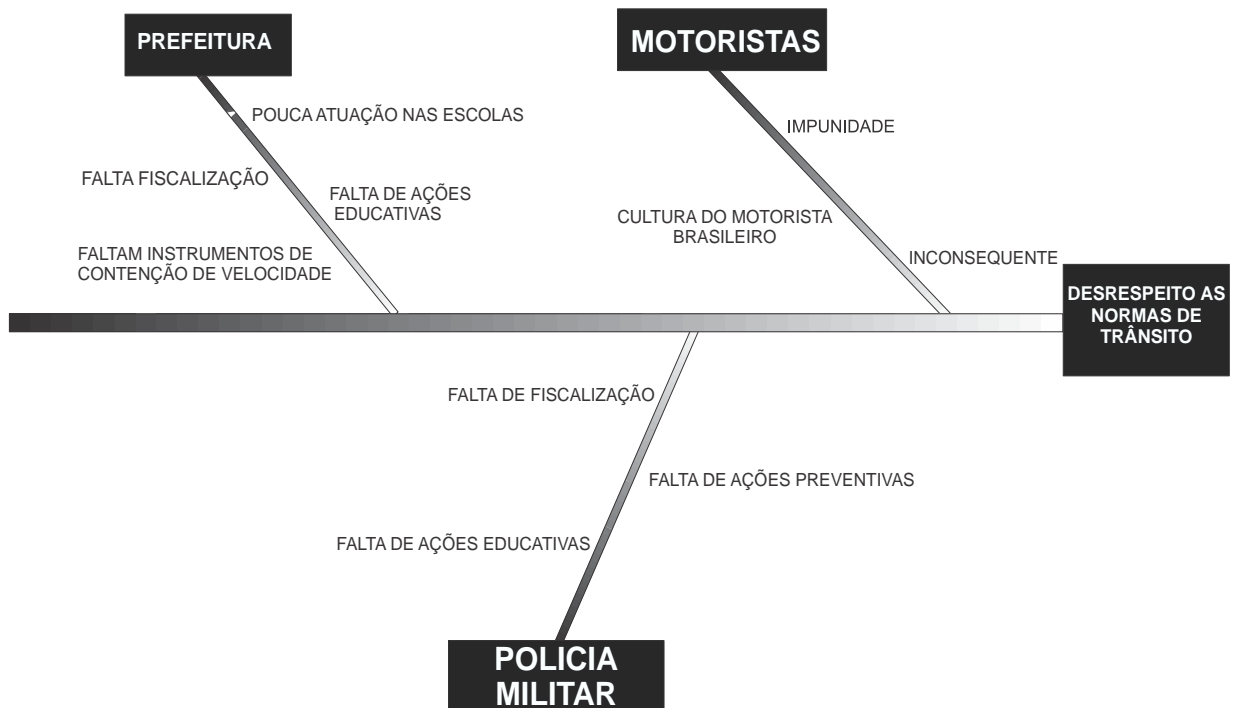 PREFEITURA
MOTORISTAS
POUCA ATUAÇÃO NAS ESCOLAS
IMPUNIDADE
FALTA FISCALIZAÇÃO
FALTA DE AÇÕES
EDUCATIVAS
CULTURA DO MOTORISTA
BRASILEIRO
FALTAM INSTRUMENTOS DE
CONTENÇÃO DE VELOCIDADE
INCONSEQUENTE
DESRESPEITO AS
NORMAS DE
TRÂNSITO
FALTA DE FISCALIZAÇÃO
FALTA DE AÇÕES PREVENTIVAS
FALTA DE AÇÕES EDUCATIVAS
POLICIA
MILITAR